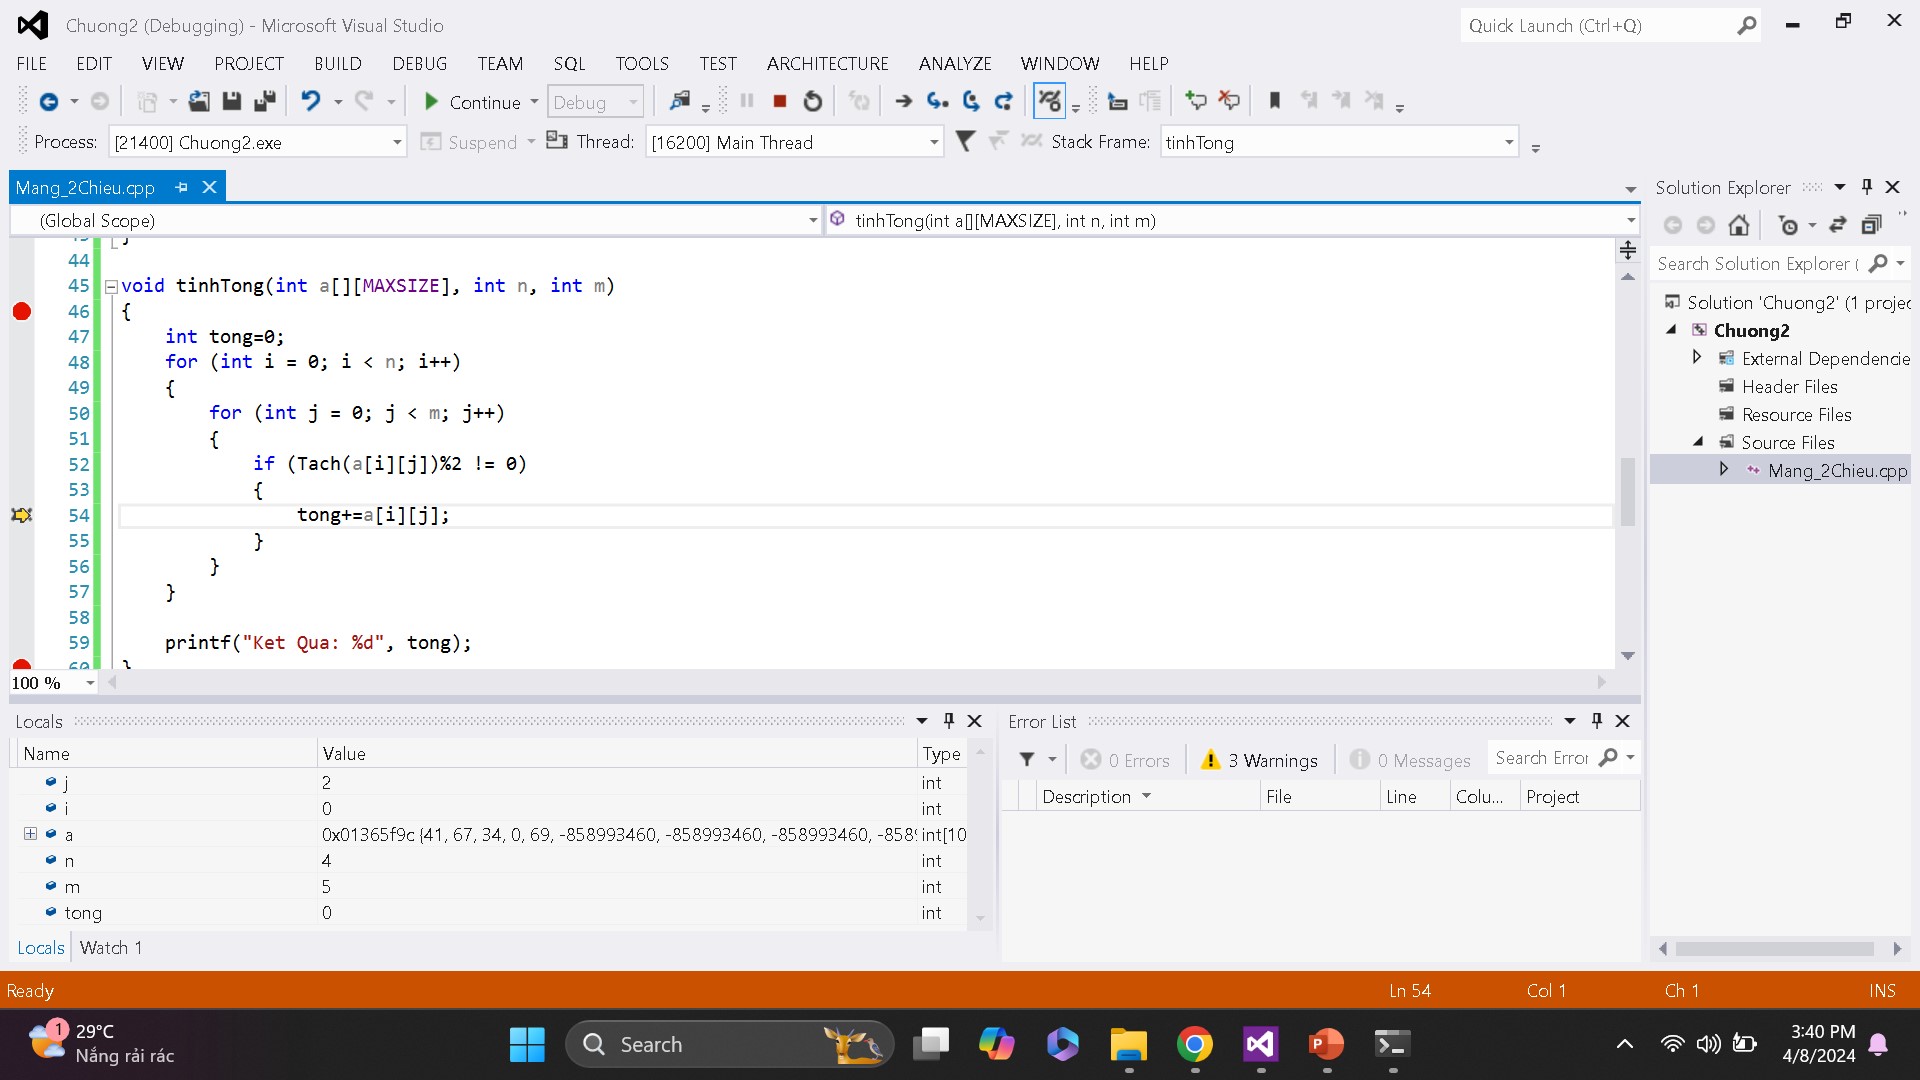 Chuong2 (Debugging) - Microsoft Visual Studio
Quick Launch (Ctrl+Q)
FILE EDIT VIEW PROJECT BUILD DEBUG TEAM SQL TOOLS TEST ARCHITECTURE ANALYZE WINDOW HELP
Continue Debug
Process: [21400] Chuong2.exe Suspend Thread: [16200] Main Thread Stack Frame: tinhTong
Mang_2Chieu.cpp
(Global Scope) tinhTong(int a[][MAXSIZE], int n, int m)
43 }
44
45 void tinhTong(int a[][MAXSIZE], int n, int m)
46 {
47 int tong=0;
48 for (int i = 0; i < n; i++)
49 {
50 for (int j = 0; j < m; j++)
51 {
52 if (Tach(a[i][j])%2 != 0)
53 {
54 tong+=a[i][j];
55 }
56 }
57 }
58
59 printf("Ket Qua: %d", tong);
60 }
100 %
Solution Explorer
Search Solution Explorer (
Solution 'Chuong2' (1 projec
Chuong2
External Dependencie
Header Files
Resource Files
Source Files
Mang_2Chieu.cpp
Locals
Name Value Type
j 2 int
i 0 int
a 0x01365f9c {41, 67, 34, 0, 69, -858993460, -858993460, -858993460, -8589 int[10
n 4 int
m 5 int
tong 0 int
Locals Watch 1
Error List
0 Errors 3 Warnings 0 Messages Search Error
Description File Line Colu... Project
Ready Ln 54 Col 1 Ch 1 INS
1 29°C
Nắng rải rác
Search
P
3:40 PM
4/8/2024